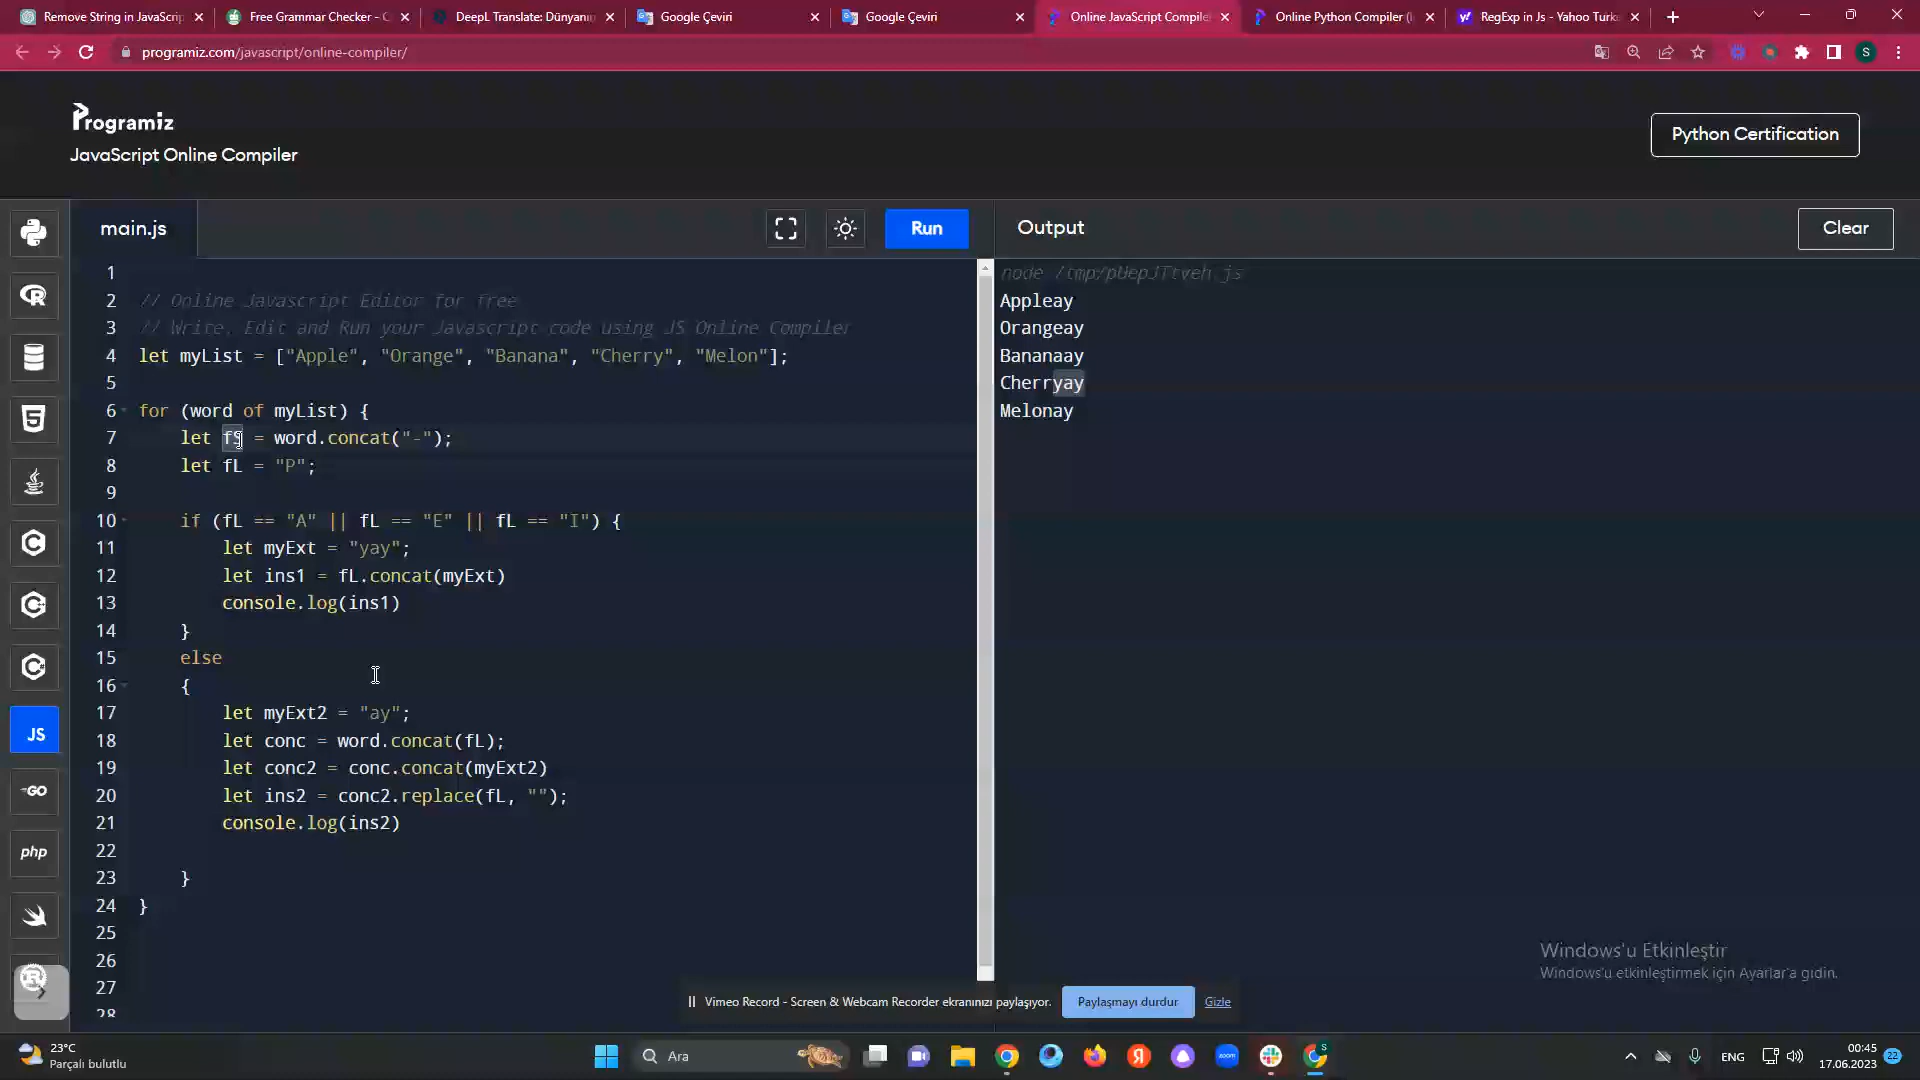 Remove String in JavaScrip
Free Grammar Checker - C
DeepL Translate: Dünyanın
Google Çeviri
Google Çeviri
Online JavaScript Compile
Online Python Compiler (I
RegExp in Js - Yahoo Turk
programiz.com/javascript/online-compiler/
S
Programiz
JavaScript Online Compiler
Python Certification
main.js
Run
Output
Clear
1
2 // Online Javascript Editor for free
3 // Write, Edit and Run your Javascript code using JS Online Compiler
4 let myList = ["Apple", "Orange", "Banana", "Cherry", "Melon"];
5
6 for (word of myList) {
7 let fS = word.concat("-");
8 let fL = "P";
9
10 if (fL == "A" || fL == "E" || fL == "I") {
11 let myExt = "yay";
12 let ins1 = fL.concat(myExt)
13 console.log(ins1)
14 }
15 else
16 {
17 let myExt2 = "ay";
18 let conc = word.concat(fL);
19 let conc2 = conc.concat(myExt2)
20 let ins2 = conc2.replace(fL, "");
21 console.log(ins2)
22
23 }
24 }
25
26
27
28
node /tmp/pUepJTtveh.js
Appleay
Orangeay
Bananaay
Cherryay
Melonay
JS
GO
php
Windows'u Etkinleştir
Windows'u etkinleştirmek için Ayarlar'a gidin.
Vimeo Record - Screen & Webcam Recorder ekranınızı paylaşıyor.
Paylaşmayı durdur
Gizle
23°C
Parçalı bulutlu
Ara
zoom
S
ENG
00:45
17.06.2023
22